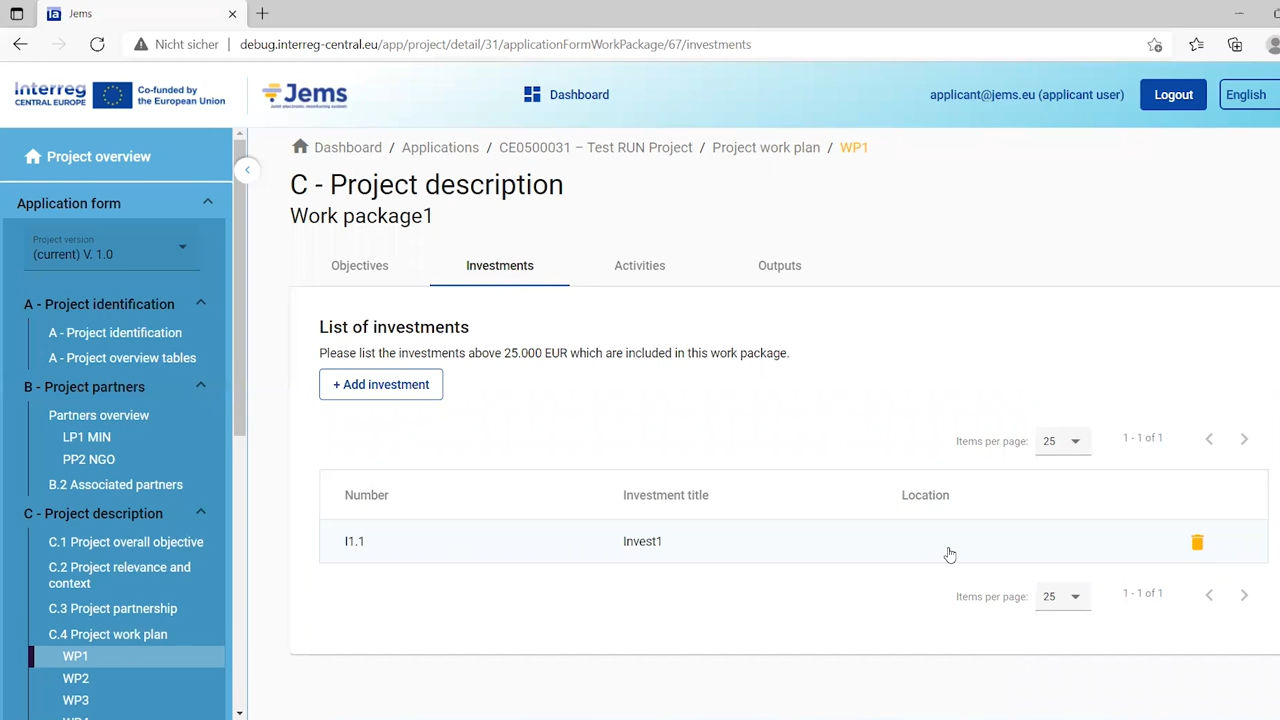 Jems
Nicht sicher
debug.interreg-central.eu/app/project/detail/31/applicationFormWorkPackage/67/investments
Interreg
CENTRAL EUROPE
Co-funded by
the European Union
Jems
Joint electronic monitoring system
Dashboard
applicant@jems.eu (applicant user)
Logout
English
Project overview
Application form
Project version
(current) V. 1.0
A - Project identification
A - Project identification
A - Project overview tables
B - Project partners
Partners overview
LP1 MIN
PP2 NGO
B.2 Associated partners
C - Project description
C.1 Project overall objective
C.2 Project relevance and
context
C.3 Project partnership
C.4 Project work plan
WP1
WP2
WP3
Dashboard / Applications / CE0500031 – Test RUN Project / Project work plan / WP1
C - Project description
Work package1
Objectives
Investments
Activities
Outputs
List of investments
Please list the investments above 25.000 EUR which are included in this work package.
+ Add investment
Items per page: 25 1 - 1 of 1
Number Investment title Location
I1.1 Invest1
Items per page: 25 1 - 1 of 1